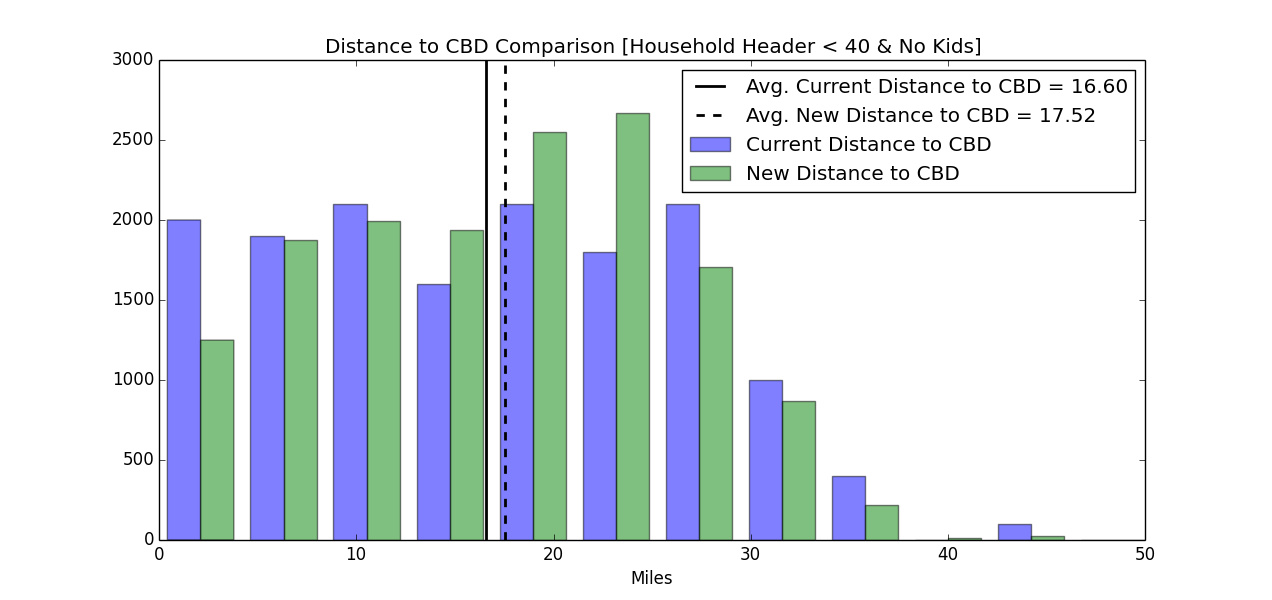 Distance to CBD Comparison [Household Header < 40 & No Kids]
3000
2500
2000
1500
1000
500
0
Avg. Current Distance to CBD = 16.60
Avg. New Distance to CBD = 17.52
Current Distance to CBD
New Distance to CBD
0 10 20 30 40 50
Miles